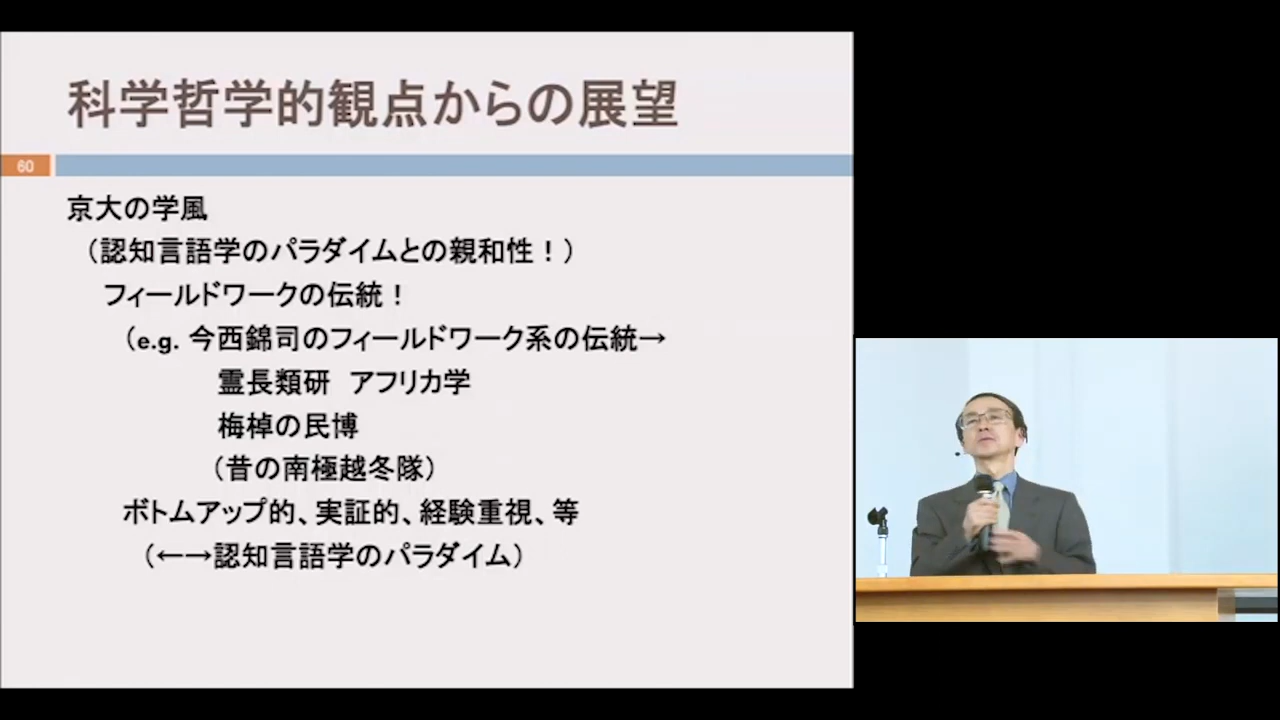 科学哲学的観点からの展望
60
京大の学風
（認知言語学のパラダイムとの親和性！）
フィールドワークの伝統！
（e.g. 今西錦司のフィールドワーク系の伝統→
霊長類研　アフリカ学
梅棹の民博
（昔の南極越冬隊）
ボトムアップ的、実証的、経験重視、等
（←→認知言語学のパラダイム）